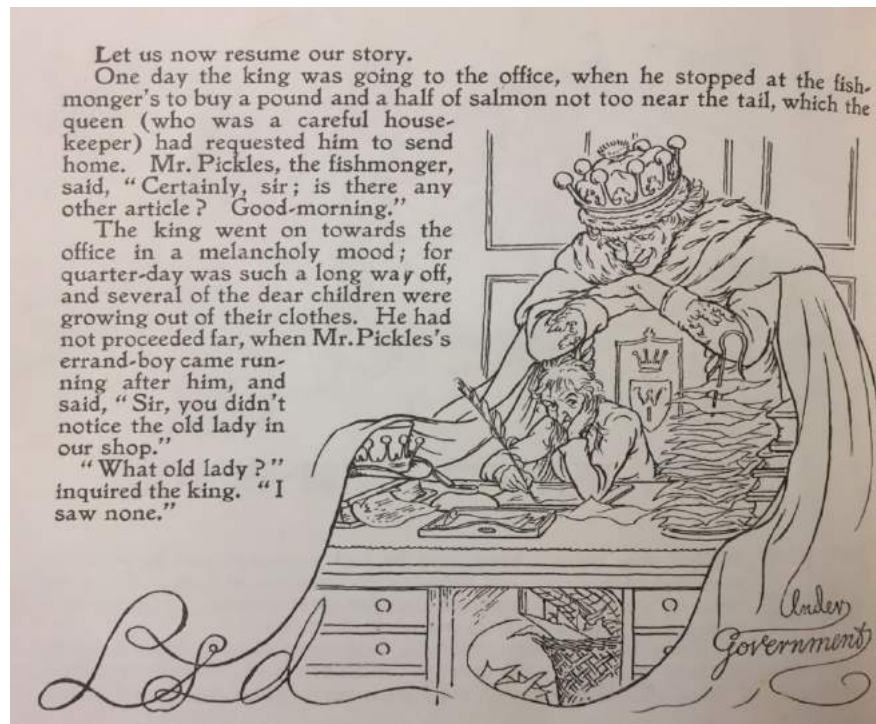 Let us now resume our story.
One day the king was going to the office, when he stopped at the fish-
monger's to buy a pound and a half of salmon not too near the tail, which the
queen (who was a careful house-
keeper) had requested him to send
home. Mr. Pickles, the fishmonger,
said, “Certainly, sir; is there any
other article? Good-morning.”
The king went on towards the
office in a melancholy mood; for
quarter-day was such a long way off,
and several of the dear children were
growing out of their clothes. He had
not proceeded far, when Mr. Pickles's
errand-boy came run-
ning after him, and
said, “Sir, you didn't
notice the old lady in
our shop.”
“What old lady?”
inquired the king. “I
saw none.”
Lsd
Under
Government